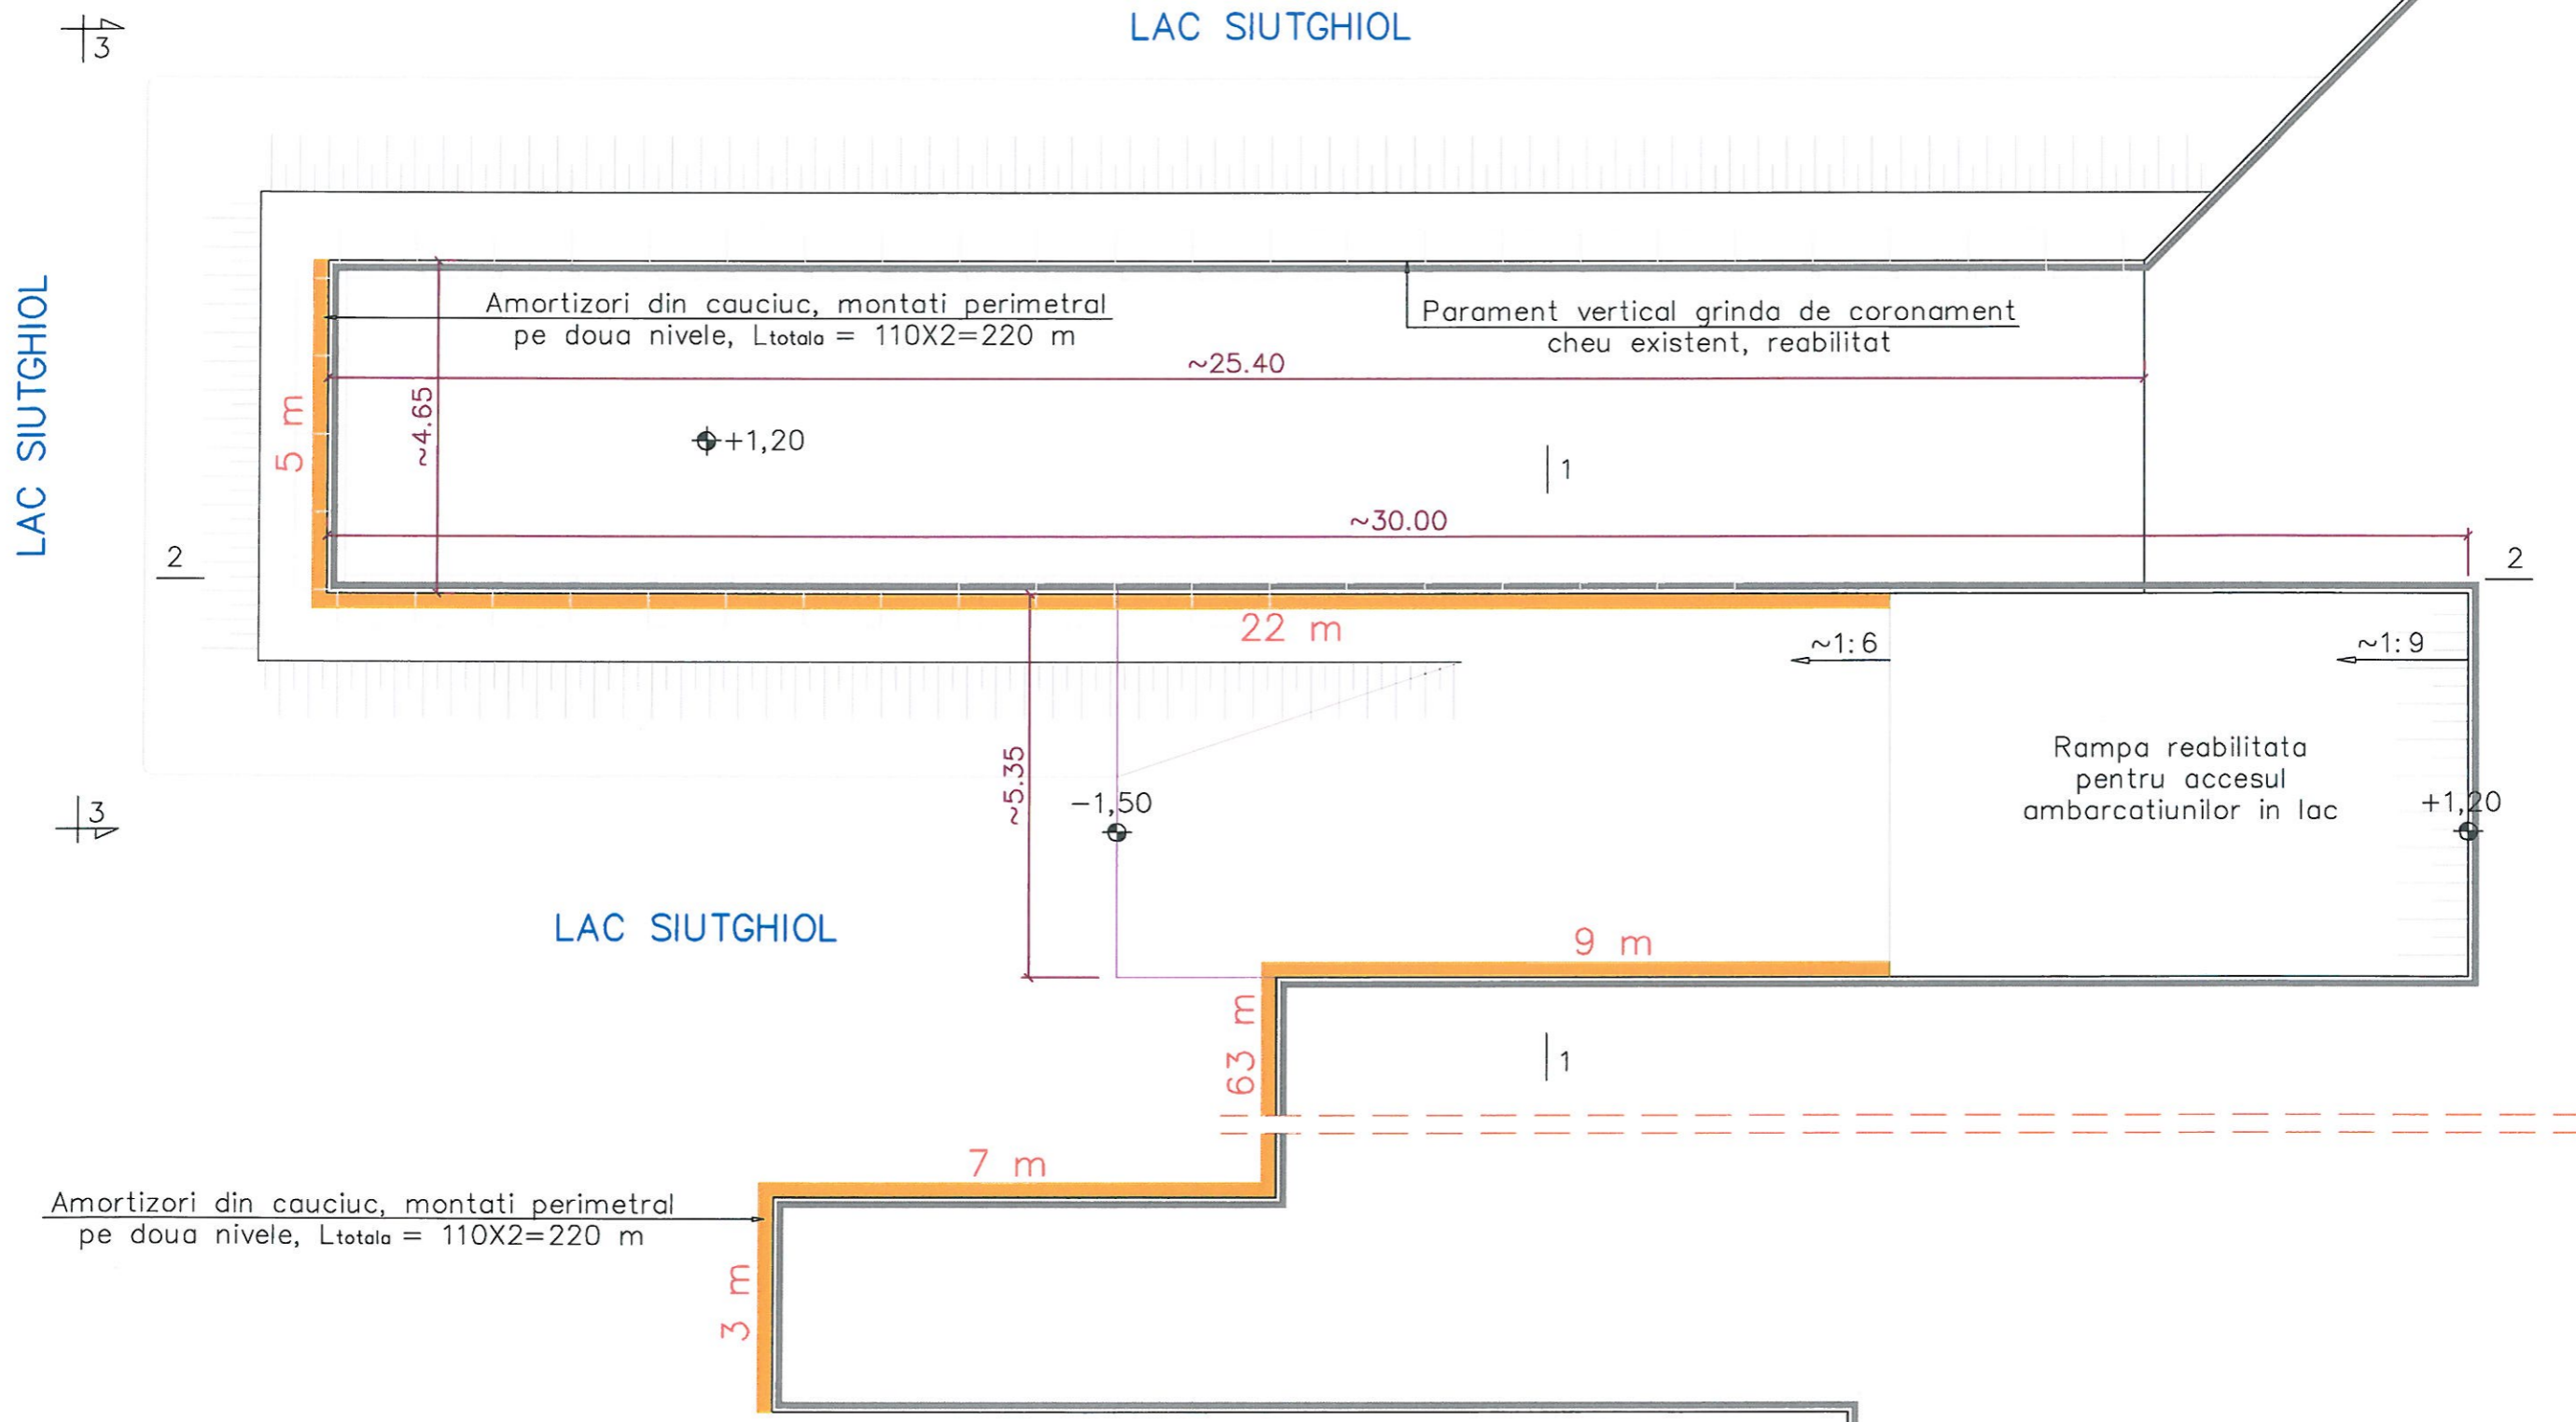 LAC SIUTGHIOL
3
LAC SIUTGHIOL
Amortizori din cauciuc, montati perimetral
pe doua nivele, Ltotala = 110X2=220 m
Parament vertical grinda de coronament
cheu existent, reabilitat
~25.40
5 m
~4.65
+1,20
1
~30.00
2
2
22 m
~1:6
~1:9
~5.35
Rampa reabilitata
pentru accesul
ambarcatiunilor in lac
-1,50
+1,20
3
LAC SIUTGHIOL
9 m
63 m
1
7 m
Amortizori din cauciuc, montati perimetral
pe doua nivele, Ltotala = 110X2=220 m
3 m